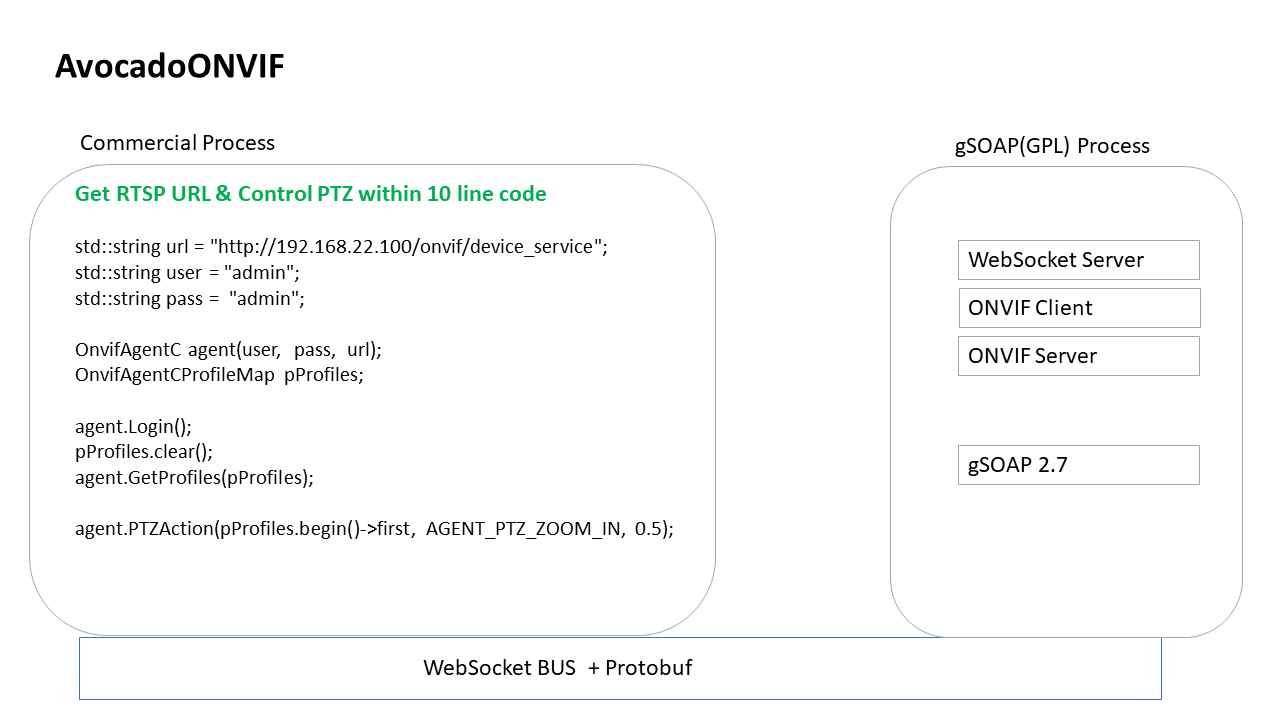 AvocadoONVIF
Commercial Process
Get RTSP URL & Control PTZ within 10 line code
std::string url = "http://192.168.22.100/onvif/device_service";
std::string user = "admin";
std::string pass = "admin";
OnvifAgentC agent(user, pass, url);
OnvifAgentCProfileMap pProfiles;
agent.Login();
pProfiles.clear();
agent.GetProfiles(pProfiles);
agent.PTZAction(pProfiles.begin()->first, AGENT_PTZ_ZOOM_IN, 0.5);
gSOAP(GPL) Process
WebSocket Server
ONVIF Client
ONVIF Server
gSOAP 2.7
WebSocket BUS + Protobuf